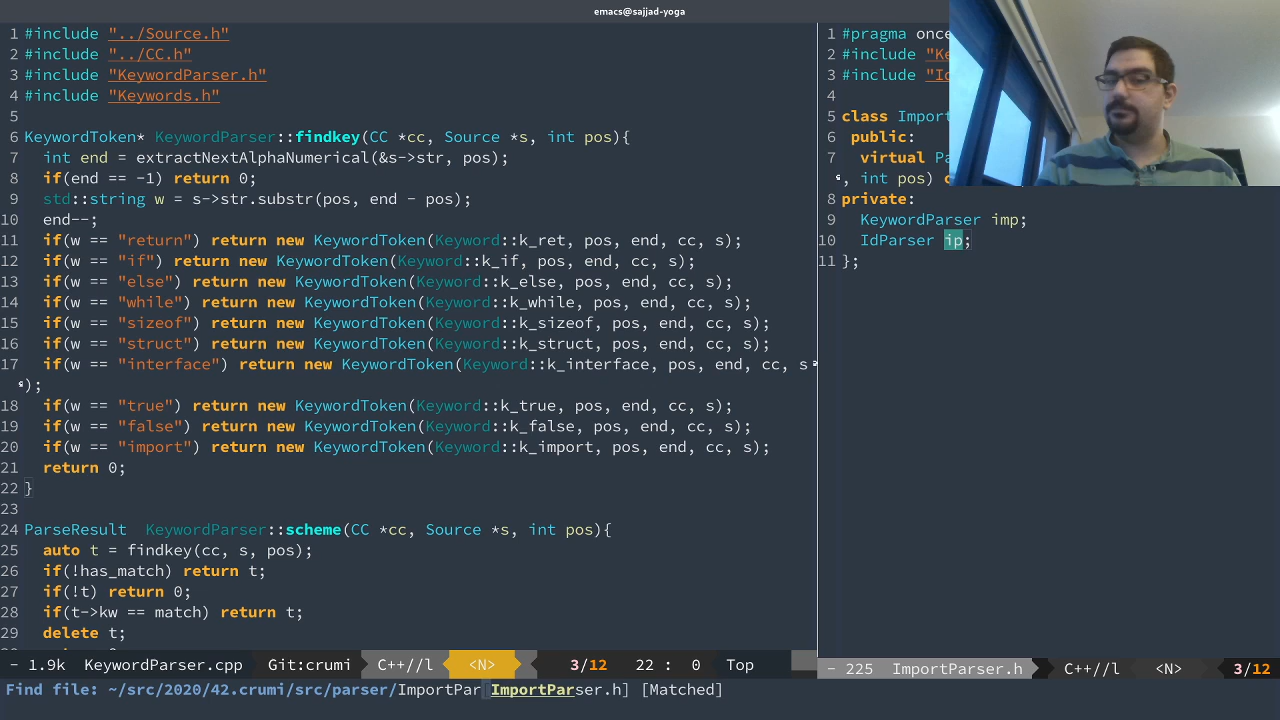 emacs@sajjad-yoga
1 #include "../Source.h"
2 #include "../CC.h"
3 #include "KeywordParser.h"
4 #include "Keywords.h"
5
6 KeywordToken* KeywordParser::findkey(CC *cc, Source *s, int pos){
7 int end = extractNextAlphaNumerical(&s->str, pos);
8 if(end == -1) return 0;
9 std::string w = s->str.substr(pos, end - pos);
10 end--;
11 if(w == "return") return new KeywordToken(Keyword::k_ret, pos, end, cc, s);
12 if(w == "if") return new KeywordToken(Keyword::k_if, pos, end, cc, s);
13 if(w == "else") return new KeywordToken(Keyword::k_else, pos, end, cc, s);
14 if(w == "while") return new KeywordToken(Keyword::k_while, pos, end, cc, s);
15 if(w == "sizeof") return new KeywordToken(Keyword::k_sizeof, pos, end, cc, s);
16 if(w == "struct") return new KeywordToken(Keyword::k_struct, pos, end, cc, s);
17 if(w == "interface") return new KeywordToken(Keyword::k_interface, pos, end, cc, s
);
18 if(w == "true") return new KeywordToken(Keyword::k_true, pos, end, cc, s);
19 if(w == "false") return new KeywordToken(Keyword::k_false, pos, end, cc, s);
20 if(w == "import") return new KeywordToken(Keyword::k_import, pos, end, cc, s);
21 return 0;
22 }
23
24 ParseResult KeywordParser::scheme(CC *cc, Source *s, int pos){
25 auto t = findkey(cc, s, pos);
26 if(!has_match) return t;
27 if(!t) return 0;
28 if(t->kw == match) return t;
29 delete t;
- 1.9k KeywordParser.cpp Git:crumi C++//l <N> 3/12 22 : 0 Top
1 #pragma once
2 #include "Ke
3 #include "I
4
5 class Import
6 public:
7 virtual Pa
, int pos)
8 private:
9 KeywordParser imp;
10 IdParser ip;
11 };
- 225 ImportParser.h C++//l <N> 3/12
Find file: ~/src/2020/42.crumi/src/parser/ImportPar[ImportParser.h] [Matched]